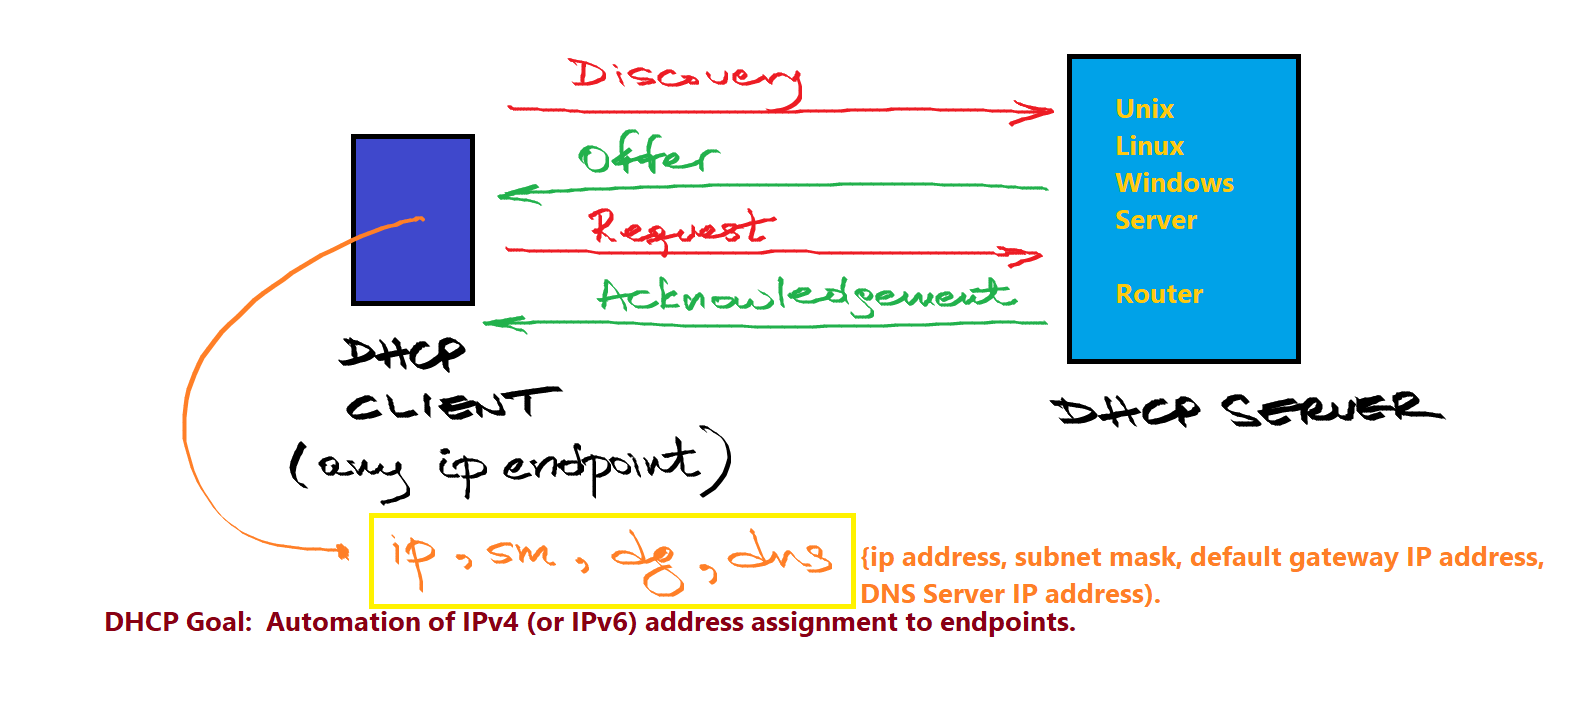 Discovery
Offer
Request
Acknowledgement
Unix
Linux
Windows
Server
Router
DHCP
CLIENT
(any ip endpoint)
DHCP SERVER
ip, sm, dg, dns
{ip address, subnet mask, default gateway IP address,
DNS Server IP address).
DHCP Goal:  Automation of IPv4 (or IPv6) address assignment to endpoints.